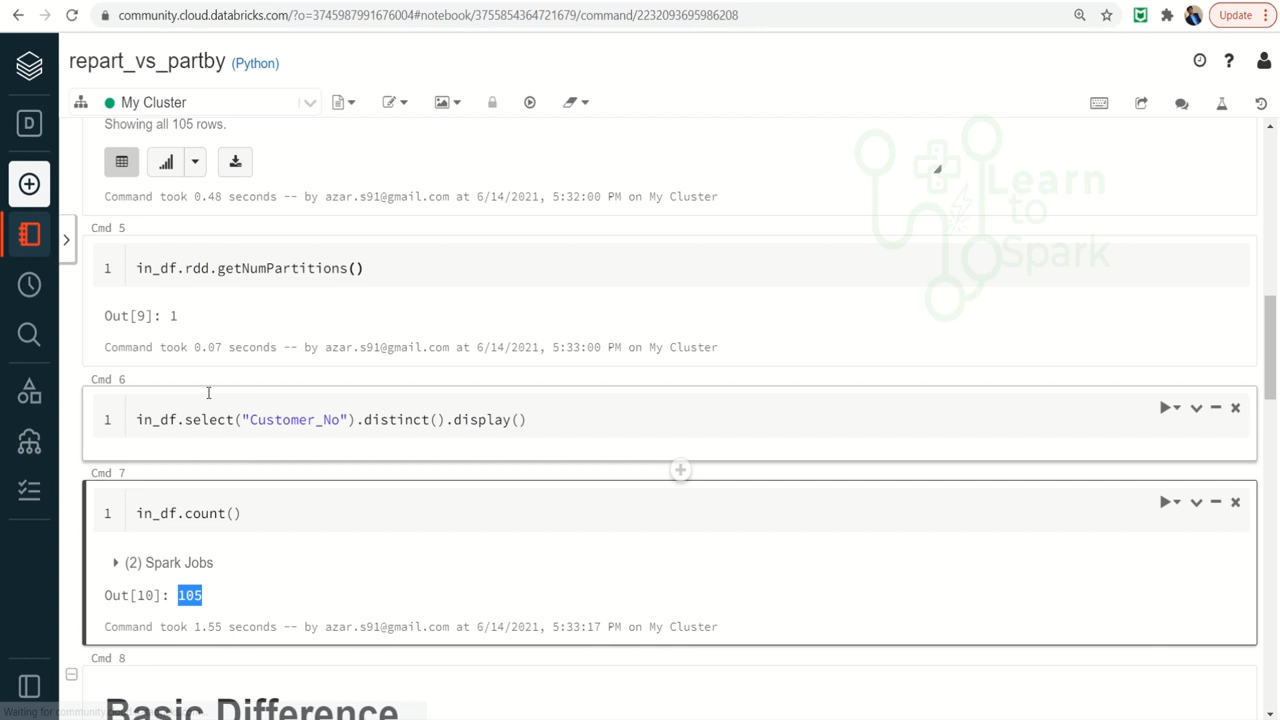 community.cloud.databricks.com/?o=3745987991676004#notebook/3755854364721679/command/2232093695986208
Update
repart_vs_partby (Python)
D
My Cluster
Showing all 105 rows.
Command took 0.48 seconds -- by azar.s91@gmail.com at 6/14/2021, 5:32:00 PM on My Cluster
Learn
to
Spark
Cmd 5
1 in_df.rdd.getNumPartitions()
Out[9]: 1
Command took 0.07 seconds -- by azar.s91@gmail.com at 6/14/2021, 5:33:00 PM on My Cluster
Cmd 6
1 in_df.select("Customer_No").distinct().display()
Cmd 7
1 in_df.count()
(2) Spark Jobs
Out[10]: 105
Command took 1.55 seconds -- by azar.s91@gmail.com at 6/14/2021, 5:33:17 PM on My Cluster
Cmd 8
Basic Difference